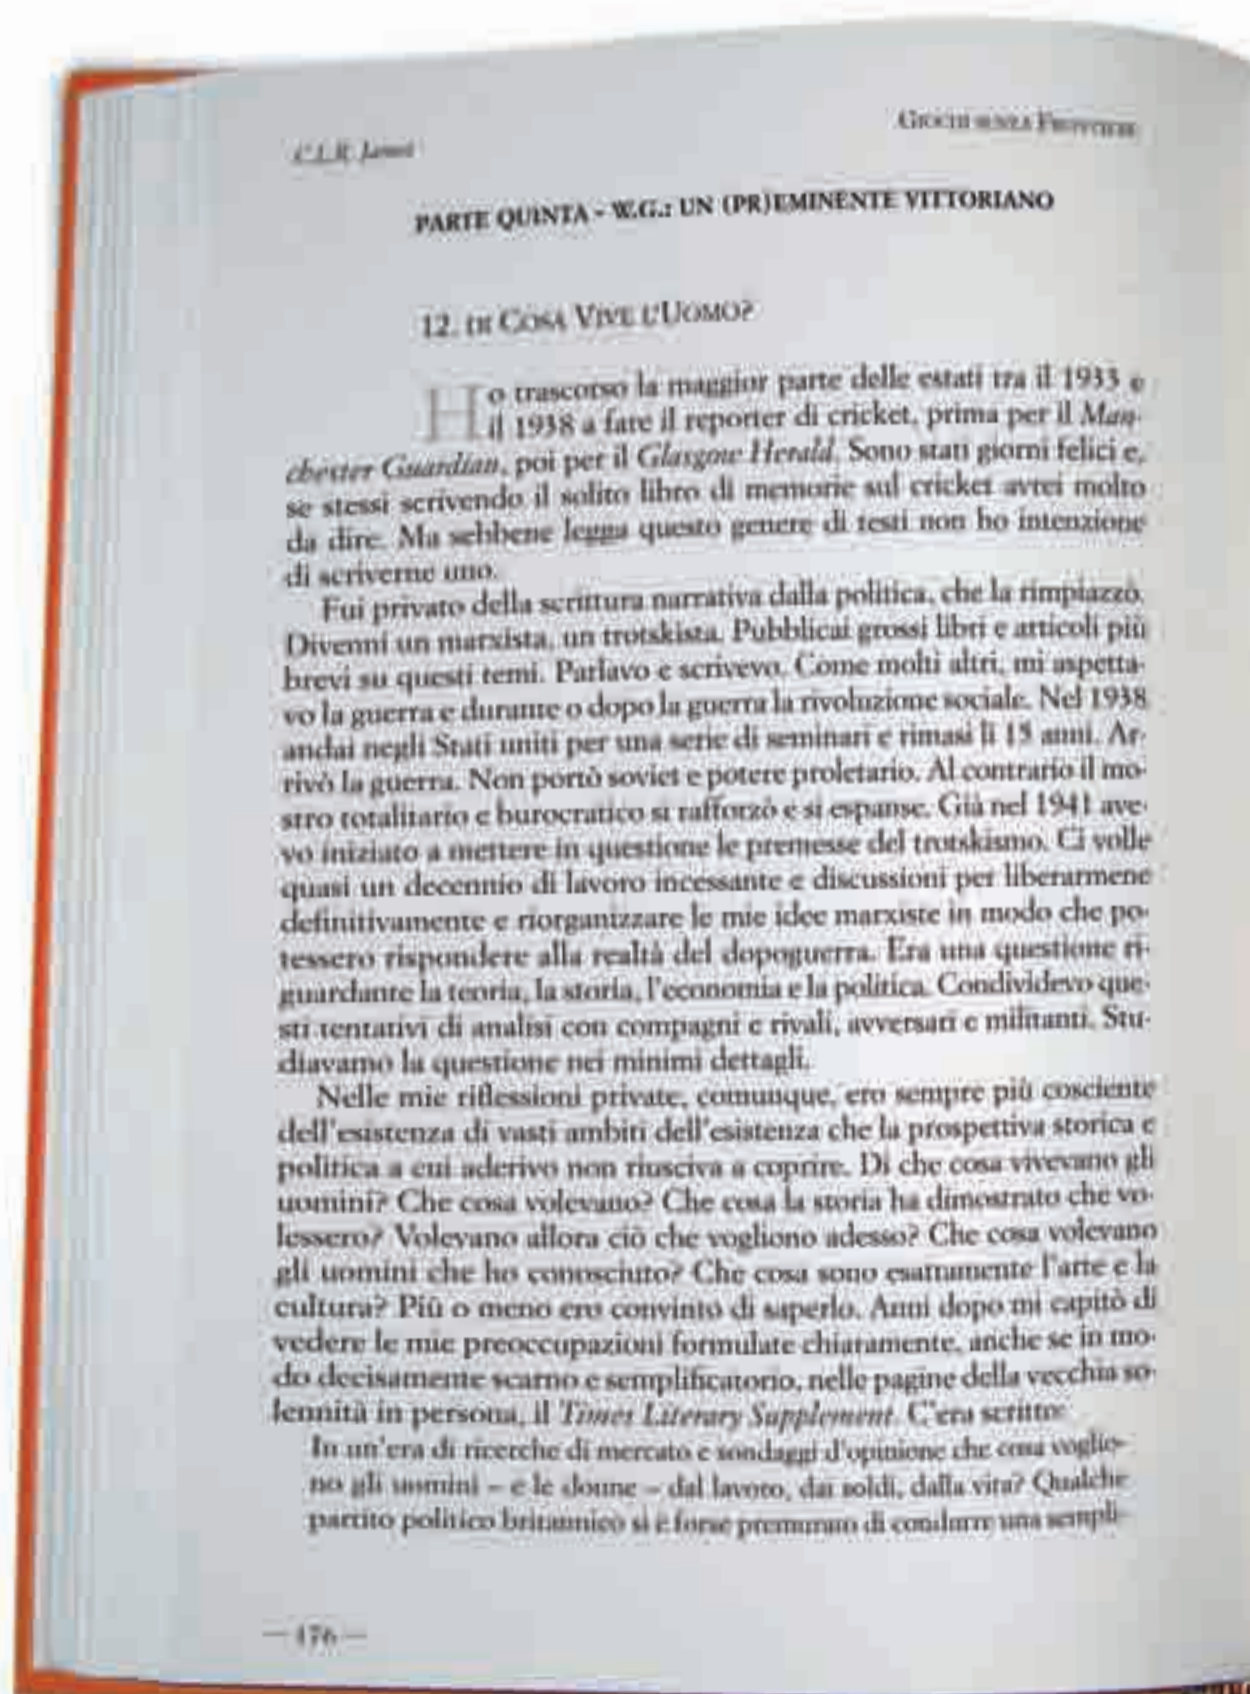 C.L.R. James
GIOCHI SENZA FRONTIERE
PARTE QUINTA - W.G.: UN (PR)EMINENTE VITTORIANO
12. DI COSA VIVE L'UOMO?
Ho trascorso la maggior parte delle estati tra il 1933 e
il 1938 a fare il reporter di cricket, prima per il Man-
chester Guardian, poi per il Glasgow Herald. Sono stati giorni felici e,
se stessi scrivendo il solito libro di memorie sul cricket avrei molto
da dire. Ma sebbene legga questo genere di testi non ho intenzione
di scriverne uno.
Fui privato della scrittura narrativa dalla politica, che la rimpiazzò.
Divenni un marxista, un trotskista. Pubblicai grossi libri e articoli più
brevi su questi temi. Parlavo e scrivevo. Come molti altri, mi aspetta-
vo la guerra e durante o dopo la guerra la rivoluzione sociale. Nel 1938
andai negli Stati uniti per una serie di seminari e rimasi lì 15 anni. Ar-
rivò la guerra. Non portò soviet e potere proletario. Al contrario il mo-
stro totalitario e burocratico si rafforzò e si espanse. Già nel 1941 ave-
vo iniziato a mettere in questione le premesse del trotskismo. Ci volle
quasi un decennio di lavoro incessante e discussioni per liberarmene
definitivamente e riorganizzare le mie idee marxiste in modo che po-
tessero rispondere alla realtà del dopoguerra. Era una questione ri-
guardante la teoria, la storia, l'economia e la politica. Condividevo que-
sti tentativi di analisi con compagni e rivali, avversari e militanti. Stu-
diavamo la questione nei minimi dettagli.
Nelle mie riflessioni private, comunque, ero sempre più cosciente
dell'esistenza di vasti ambiti dell'esistenza che la prospettiva storica e
politica a cui aderivo non riusciva a coprire. Di che cosa vivevano gli
uomini? Che cosa volevano? Che cosa la storia ha dimostrato che vo-
lessero? Volevano allora ciò che vogliono adesso? Che cosa volevano
gli uomini che ho conosciuto? Che cosa sono esattamente l'arte e la
cultura? Più o meno ero convinto di saperlo. Anni dopo mi capitò di
vedere le mie preoccupazioni formulate chiaramente, anche se in mo-
do decisamente scarno e semplificatorio, nelle pagine della vecchia so-
lennità in persona, il Times Literary Supplement. C'era scritto:
In un'era di ricerche di mercato e sondaggi d'opinione che cosa voglio-
no gli uomini – e le donne – dal lavoro, dai soldi, dalla vita? Qualche
partito politico britannico si è forse premurato di condurre una sempli-
— 176 —